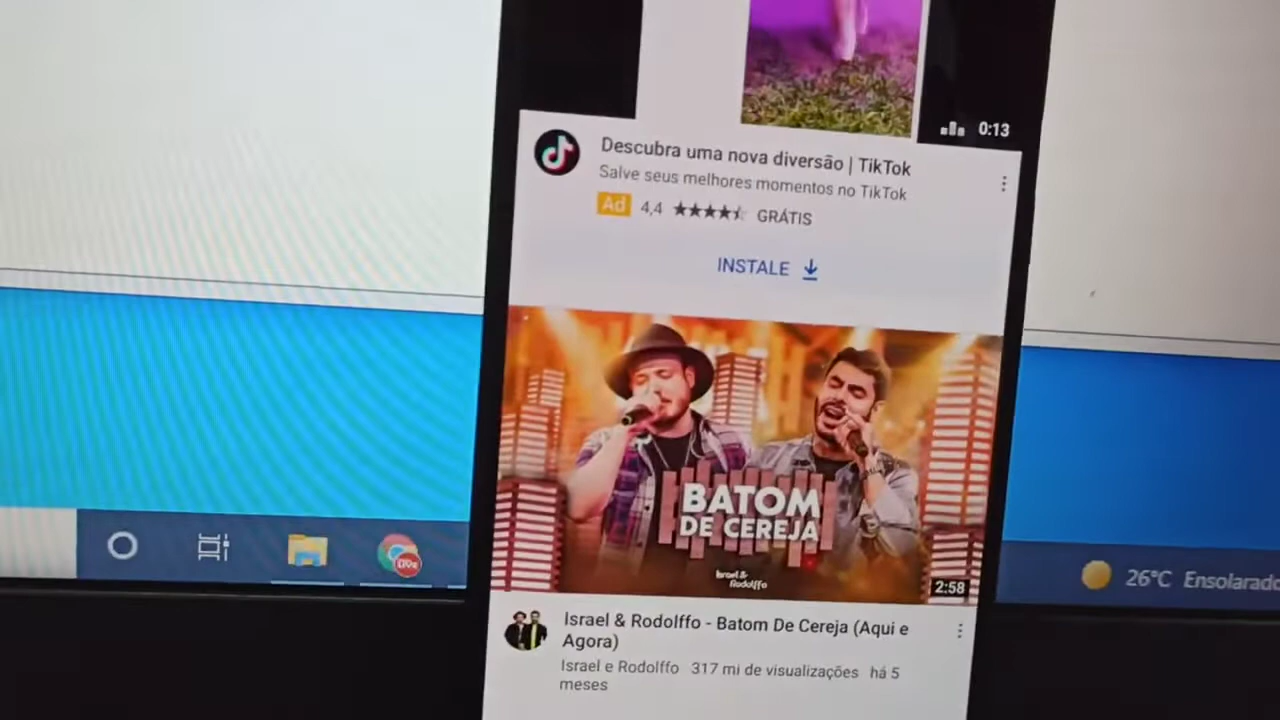 0:13
Descubra uma nova diversão | TikTok
Salve seus melhores momentos no TikTok
Ad 4,4 GRÁTIS
INSTALE
BATOM
DE CEREJA
Israel &
Rodolffo
2:58
Israel & Rodolffo - Batom De Cereja (Aqui e
Agora)
Israel e Rodolffo 317 mi de visualizações há 5
meses
26°C Ensolarado